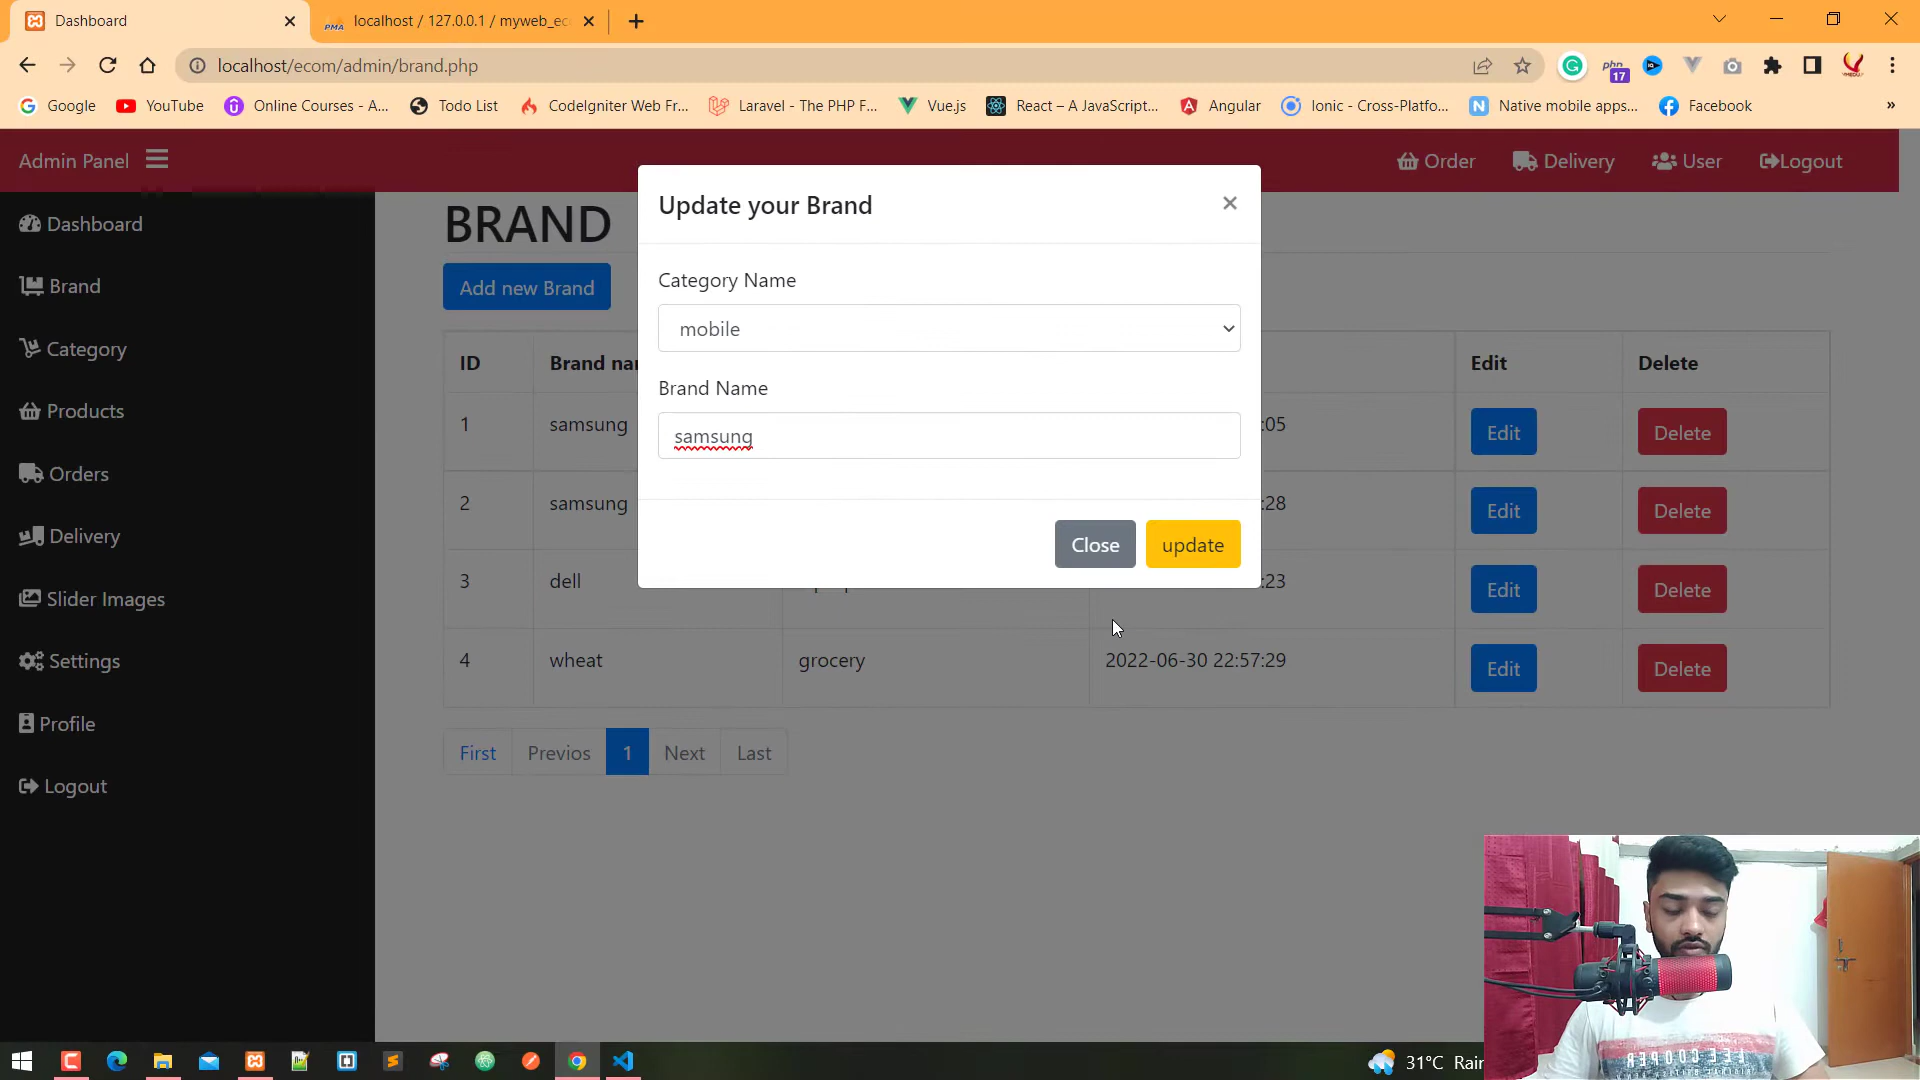 Dashboard
localhost / 127.0.0.1 / myweb_ec
localhost/ecom/admin/brand.php
17
Google
YouTube
Online Courses - A...
Todo List
CodeIgniter Web Fr...
Laravel - The PHP F...
Vue.js
React – A JavaScript...
Angular
Ionic - Cross-Platfo...
Native mobile apps...
Facebook
»
Admin Panel
Order
Delivery
User
Logout
Dashboard
Brand
Category
Products
Orders
Delivery
Slider Images
Settings
Profile
Logout
BRAND
Add new Brand
Update your Brand
×
Category Name
mobile
Brand Name
samsung
Close
update
ID Brand nar Edit Delete
1 samsung :05 Edit Delete
2 samsung :28 Edit Delete
3 dell :23 Edit Delete
4 wheat grocery 2022-06-30 22:57:29 Edit Delete
First Previos 1 Next Last
LEE COOPER
31°C Rain